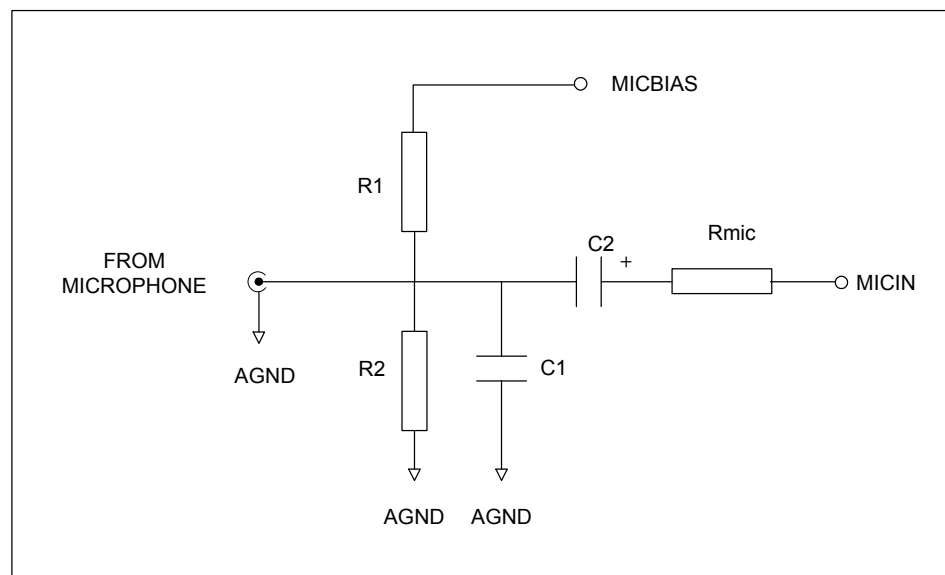 MICBIAS
R1
C2
+
Rmic
FROM
MICROPHONE
MICIN
AGND
R2
C1
AGND
AGND